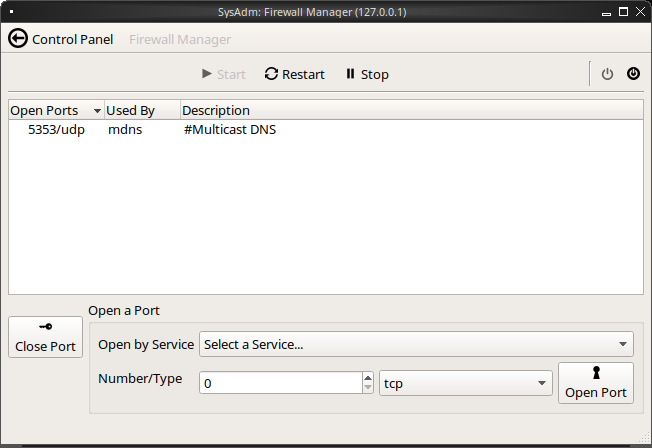 SysAdm: Firewall Manager (127.0.0.1)
Control Panel Firewall Manager
Start Restart Stop
Open Ports Used By Description
5353/udp mdns #Multicast DNS
Open a Port
Close Port
Open by Service Select a Service...
Number/Type 0 tcp
Open Port